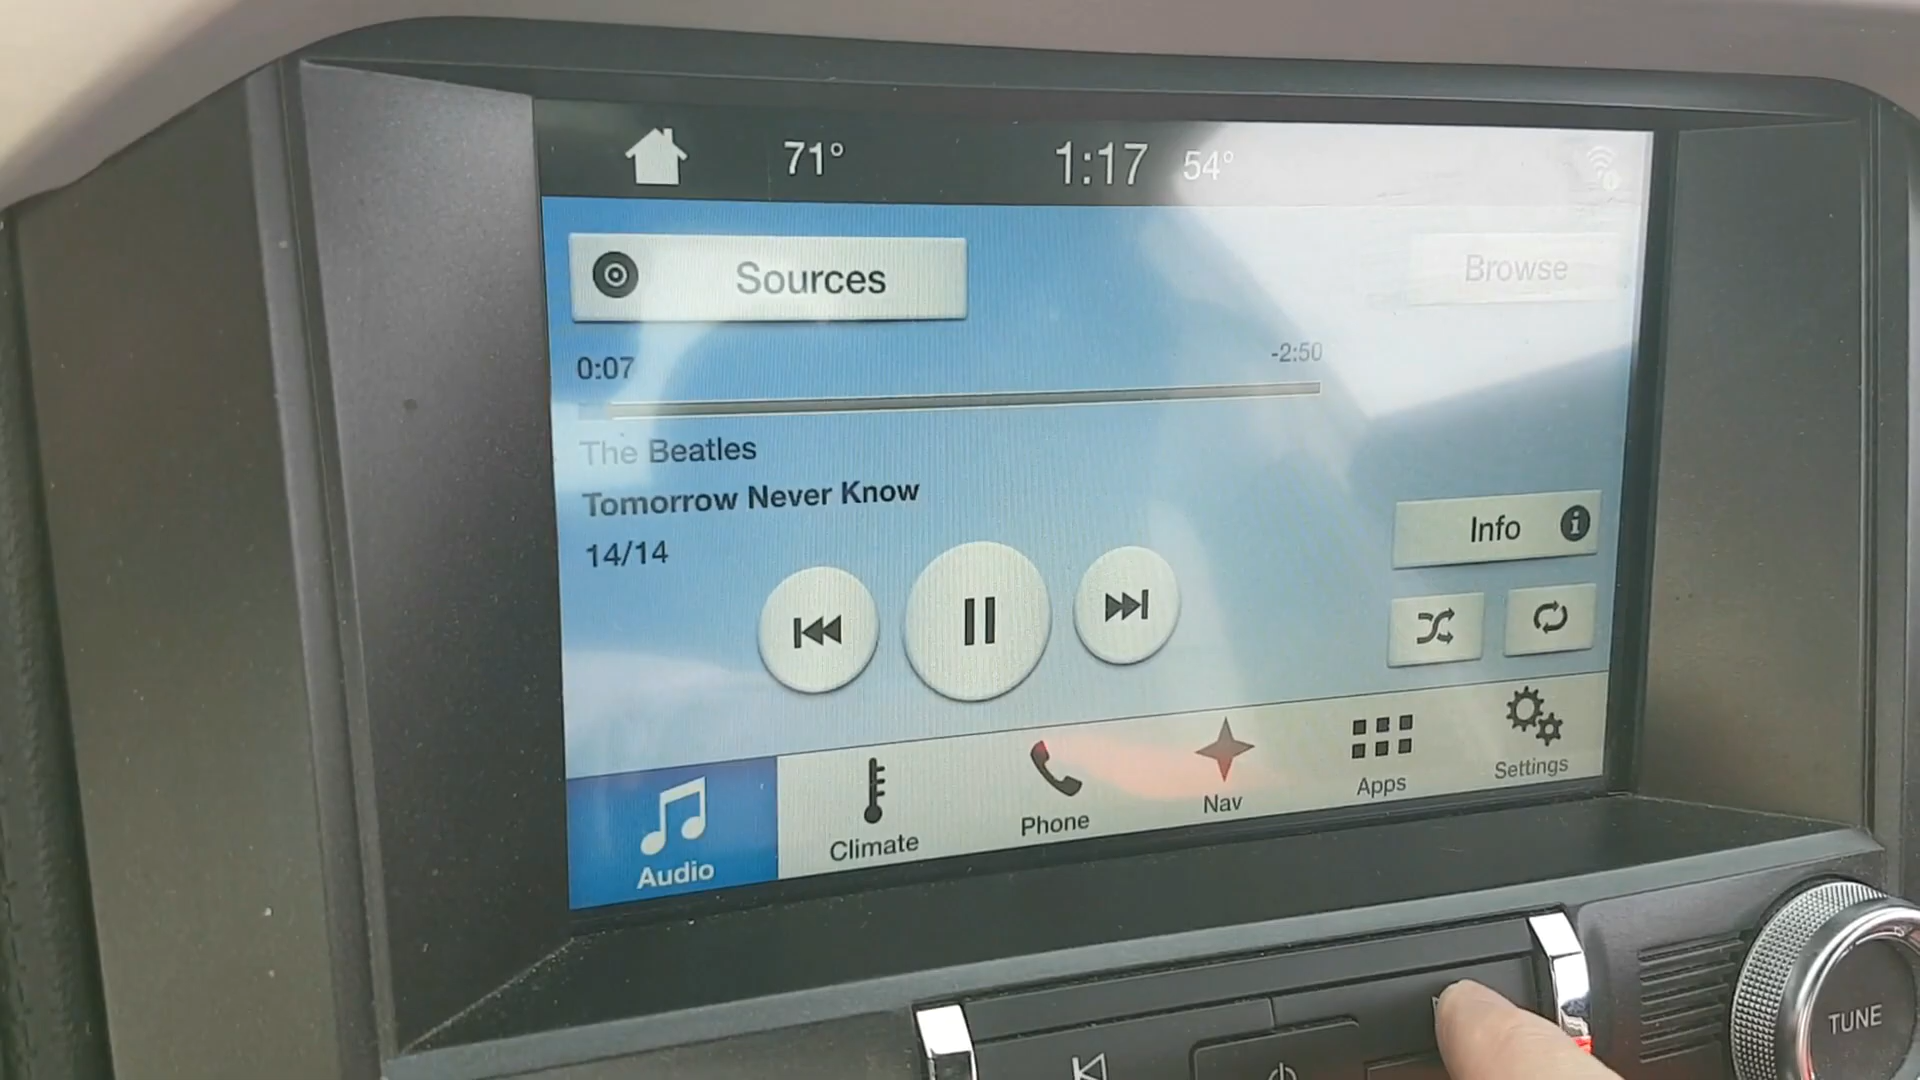 71° 1:17 54°
Sources
Browse
0:07
-2:50
The Beatles
Tomorrow Never Know
14/14
Info
Audio
Climate
Phone
Nav
Apps
Settings
TUNE